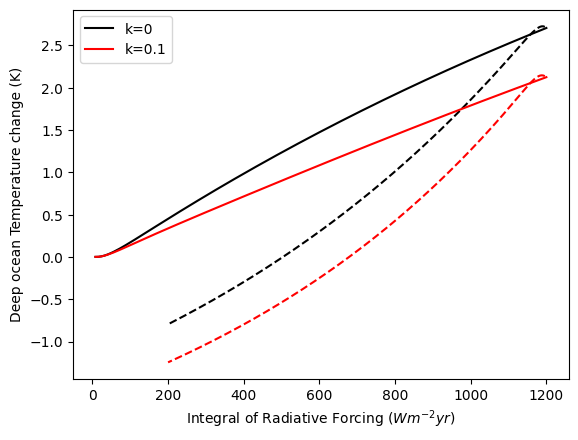 k=0
k=0.1
Deep ocean Temperature change (K)
2.5
2.0
1.5
1.0
0.5
0.0
−0.5
−1.0
0 200 400 600 800 1000 1200
Integral of Radiative Forcing (Wm⁻²yr)